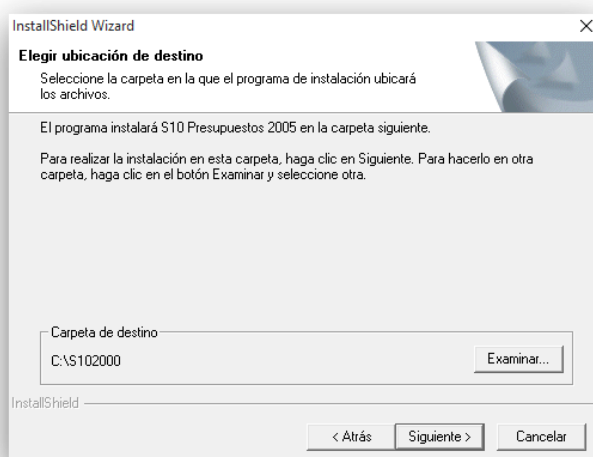 InstallShield Wizard
Elegir ubicación de destino
Seleccione la carpeta en la que el programa de instalación ubicará
los archivos.
El programa instalará S10 Presupuestos 2005 en la carpeta siguiente.
Para realizar la instalación en esta carpeta, haga clic en Siguiente. Para hacerlo en otra
carpeta, haga clic en el botón Examinar y seleccione otra.
Carpeta de destino
C:\S102000
Examinar...
InstallShield
< Atrás
Siguiente >
Cancelar